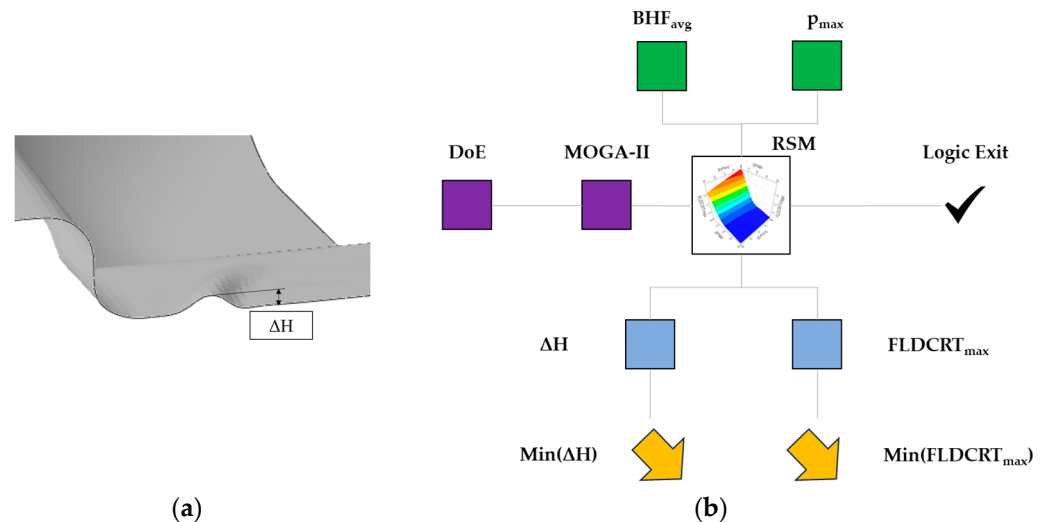 BHFavg
pmax
RSM
DoE
MOGA-II
Logic Exit
ΔH
ΔH
FLDCRTmax
Min(ΔH)
Min(FLDCRTmax)
(a)
(b)